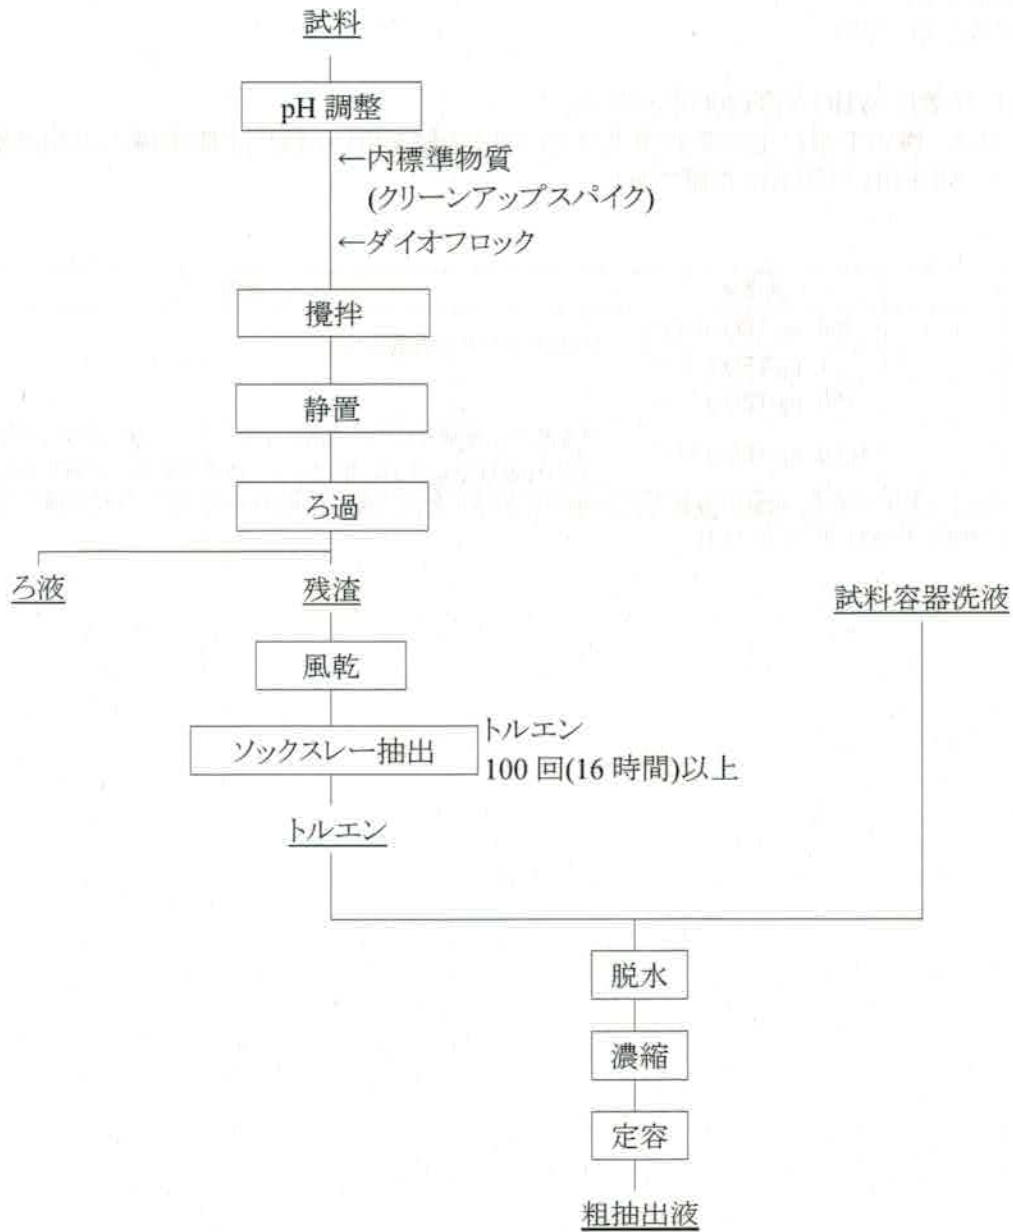 試料
pH 調整
←内標準物質
(クリーンアップスパイク)
←ダイオフロック
攪拌
静置
ろ過
ろ液
残渣
試料容器洗液
風乾
ソックスレー抽出
トルエン
100 回(16 時間)以上
トルエン
脱水
濃縮
定容
粗抽出液